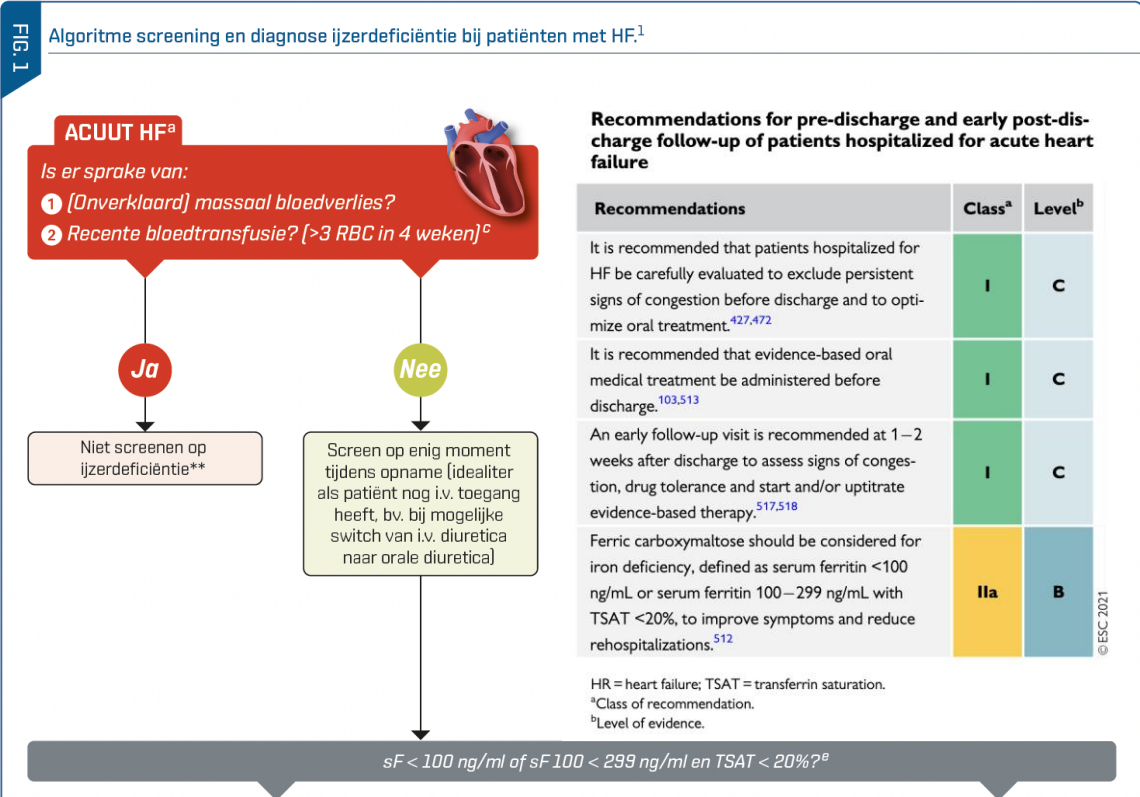 FIG. 1
Algoritme screening en diagnose ijzerdeficiëntie bij patiënten met HF.1
ACUUT HFa
Is er sprake van:
1 (Onverklaard) massaal bloedverlies?
2 Recente bloedtransfusie? (>3 RBC in 4 weken)c
Ja
Nee
Niet screenen op
ijzerdeficiëntie**
Screen op enig moment
tijdens opname (idealiter
als patiënt nog i.v. toegang
heeft, bv. bij mogelijke
switch van i.v. diuretica
naar orale diuretica)
Recommendations for pre-discharge and early post-dis-
charge follow-up of patients hospitalized for acute heart
failure
Recommendations Classa Levelb
It is recommended that patients hospitalized for
HF be carefully evaluated to exclude persistent
signs of congestion before discharge and to opti-
mize oral treatment.427,472
I C
It is recommended that evidence-based oral
medical treatment be administered before
discharge.103,513
I C
An early follow-up visit is recommended at 1–2
weeks after discharge to assess signs of conges-
tion, drug tolerance and start and/or uptitrate
evidence-based therapy.517,518
I C
Ferric carboxymaltose should be considered for
iron deficiency, defined as serum ferritin <100
ng/mL or serum ferritin 100–299 ng/mL with
TSAT <20%, to improve symptoms and reduce
rehospitalizations.512
IIa B
© ESC 2021
HR = heart failure; TSAT = transferrin saturation.
aClass of recommendation.
bLevel of evidence.
sF < 100 ng/ml of sF 100 < 299 ng/ml en TSAT < 20%?e